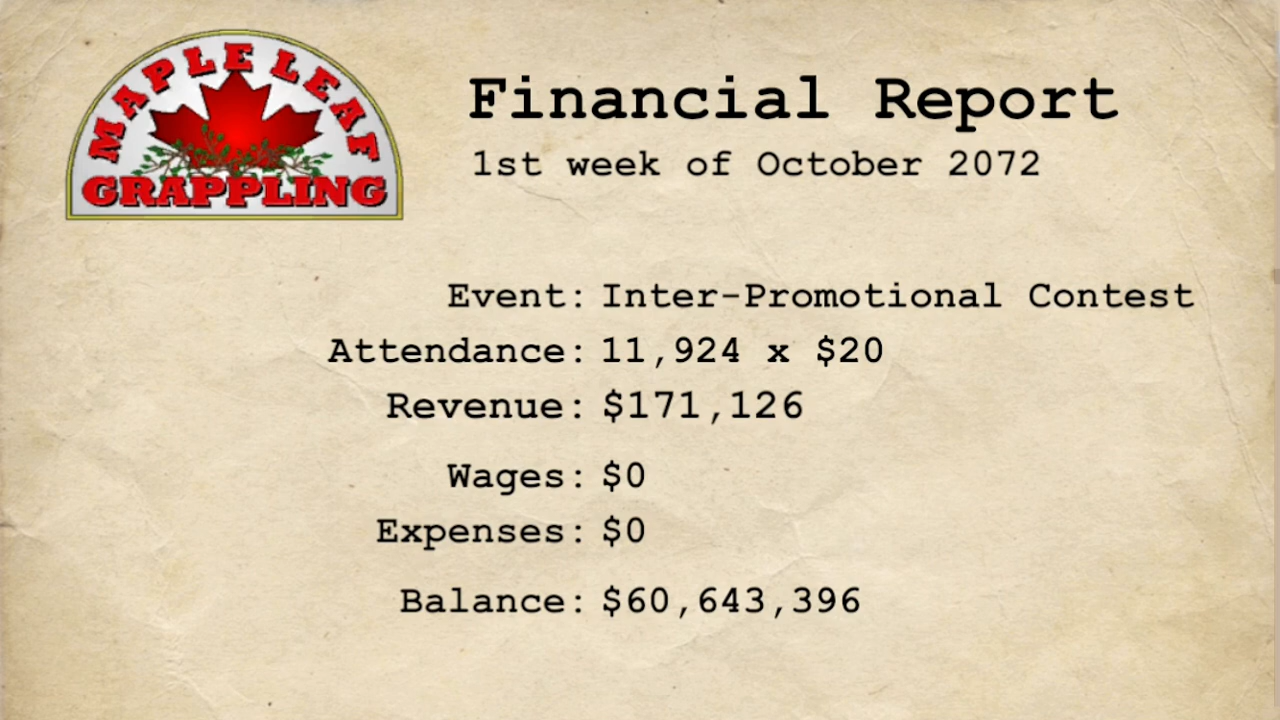 MAPLE LEAF
GRAPPLING
Financial Report
1st week of October 2072
Event: Inter-Promotional Contest
Attendance: 11,924 x $20
Revenue: $171,126
Wages: $0
Expenses: $0
Balance: $60,643,396